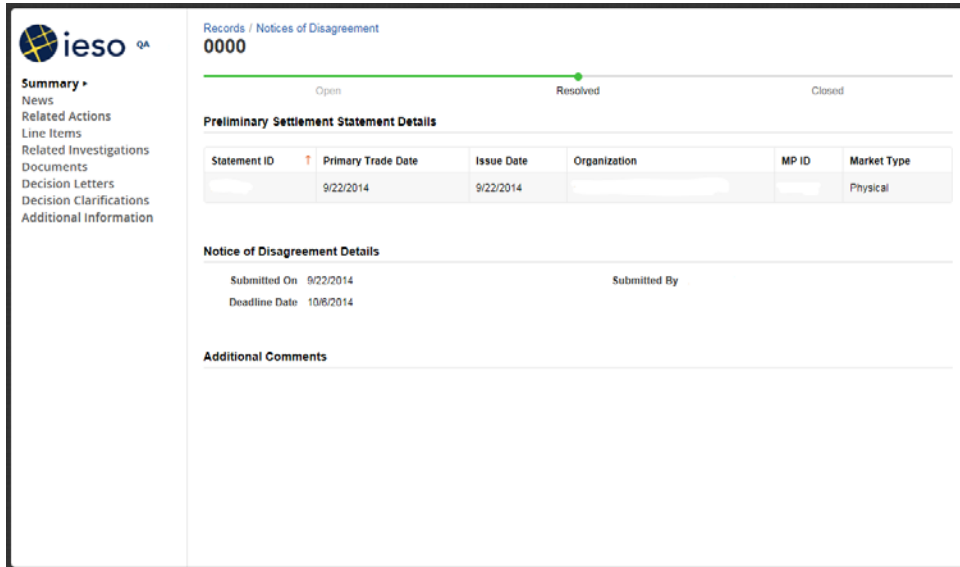 ieso QA
Summary ▸
News
Related Actions
Line Items
Related Investigations
Documents
Decision Letters
Decision Clarifications
Additional Information
Records / Notices of Disagreement
0000
Open Resolved Closed
Preliminary Settlement Statement Details
Statement ID ↑ Primary Trade Date Issue Date Organization MP ID Market Type
9/22/2014 9/22/2014 Physical
Notice of Disagreement Details
Submitted On 9/22/2014 Submitted By
Deadline Date 10/6/2014
Additional Comments